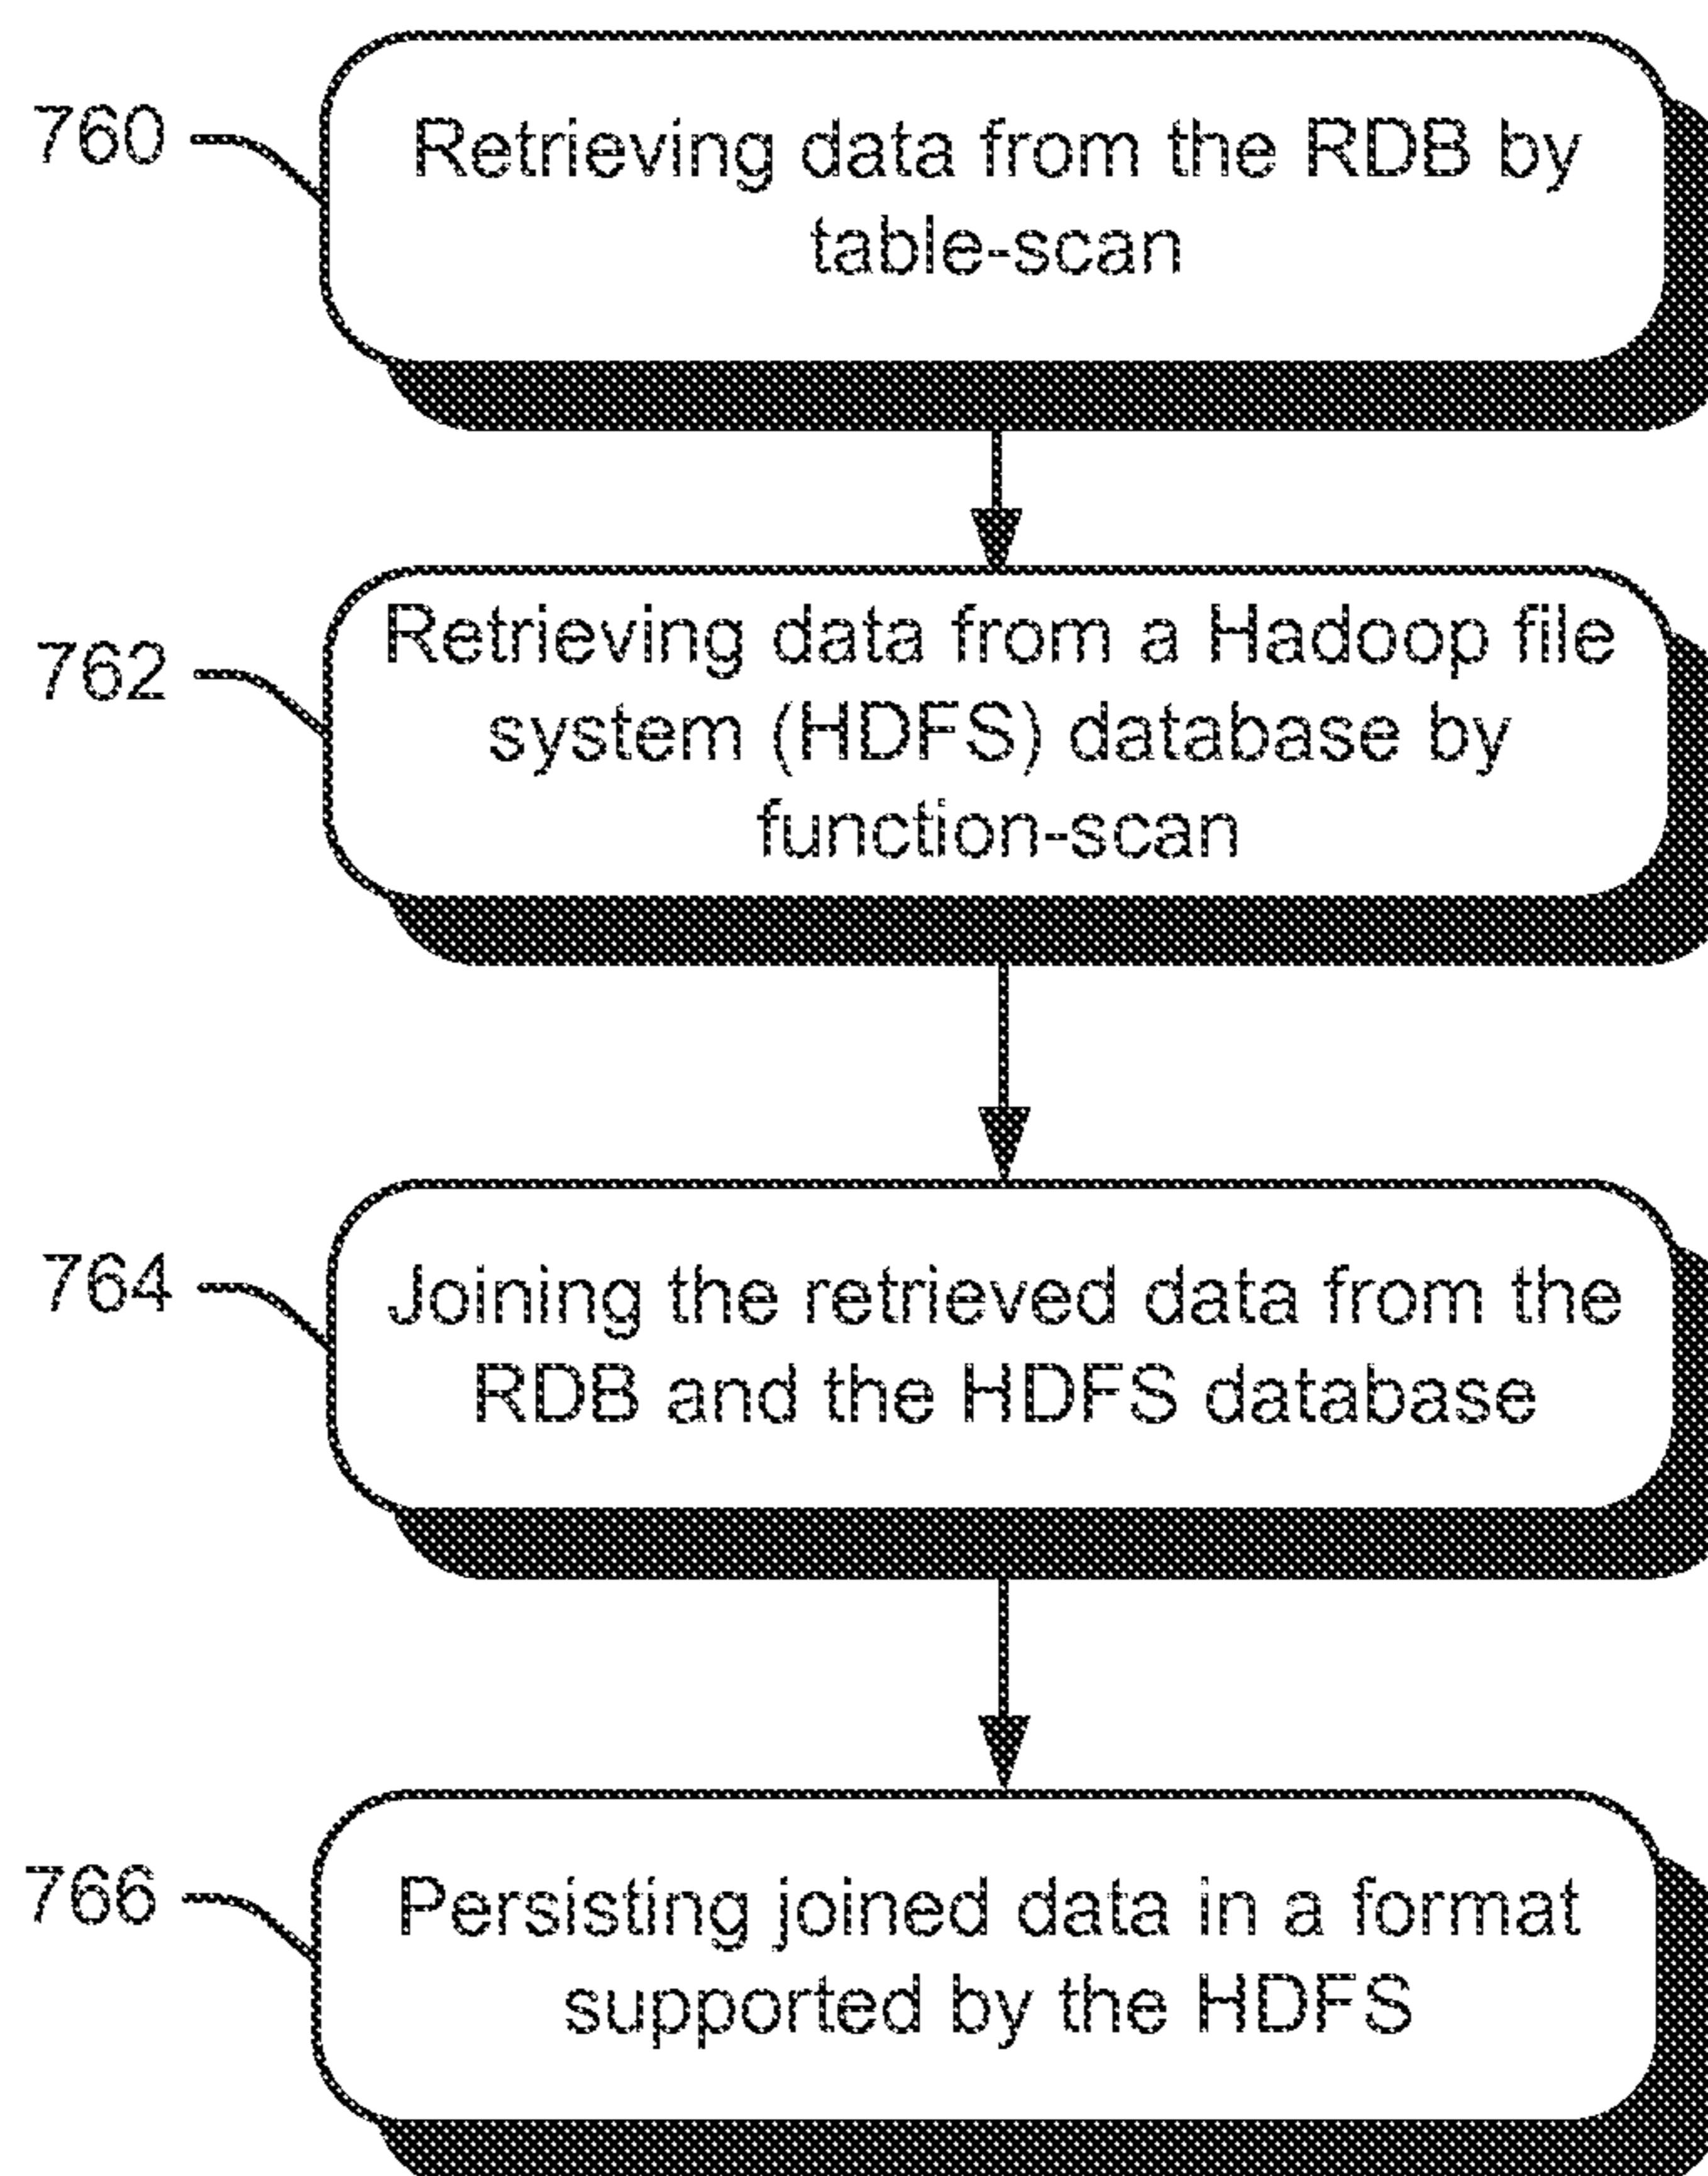 760
Retrieving data from the RDB by
table-scan
762
Retrieving data from a Hadoop file
system (HDFS) database by
function-scan
764
Joining the retrieved data from the
RDB and the HDFS database
766
Persisting joined data in a format
supported by the HDFS